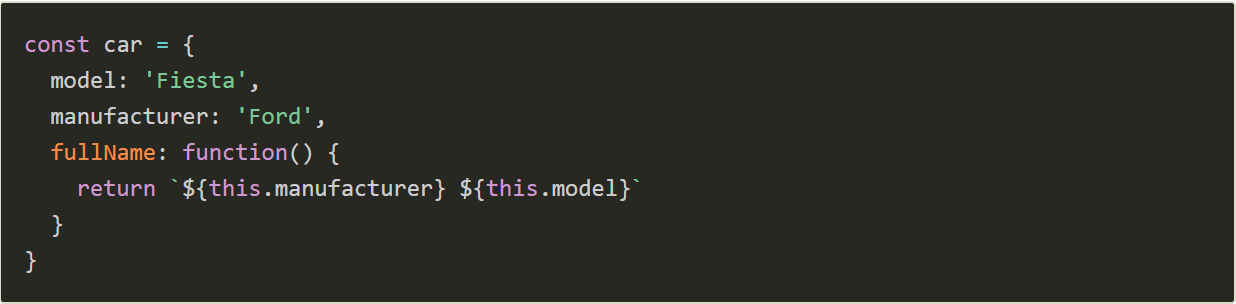 const car = {
  model: 'Fiesta',
  manufacturer: 'Ford',
  fullName: function() {
    return `${this.manufacturer} ${this.model}`
  }
}